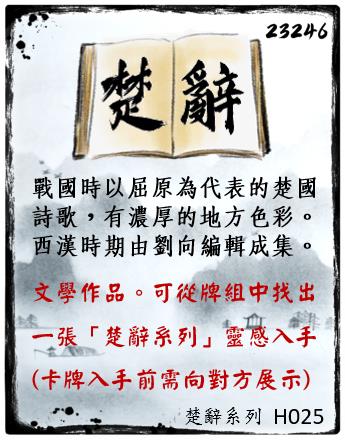 23246
楚辭
戰國時以屈原為代表的楚國
詩歌，有濃厚的地方色彩。
西漢時期由劉向編輯成集。
文學作品。可從牌組中找出
一張「楚辭系列」靈感入手
(卡牌入手前需向對方展示)
楚辭系列 H025